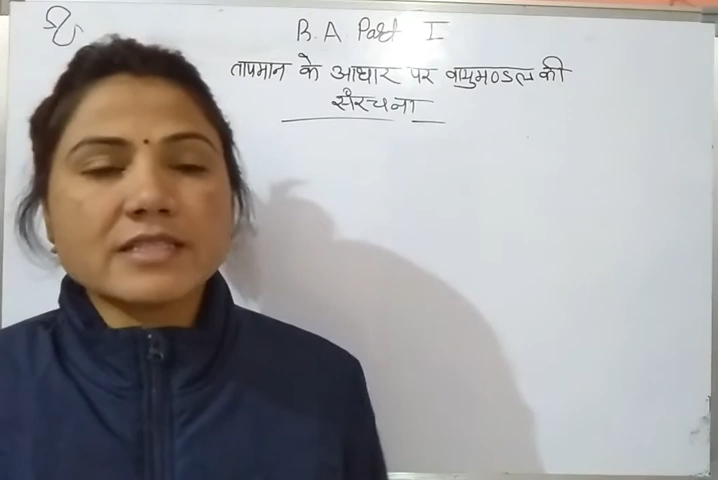 B.A Part I
तापमान के आधार पर वायुमण्डल की
संरचना